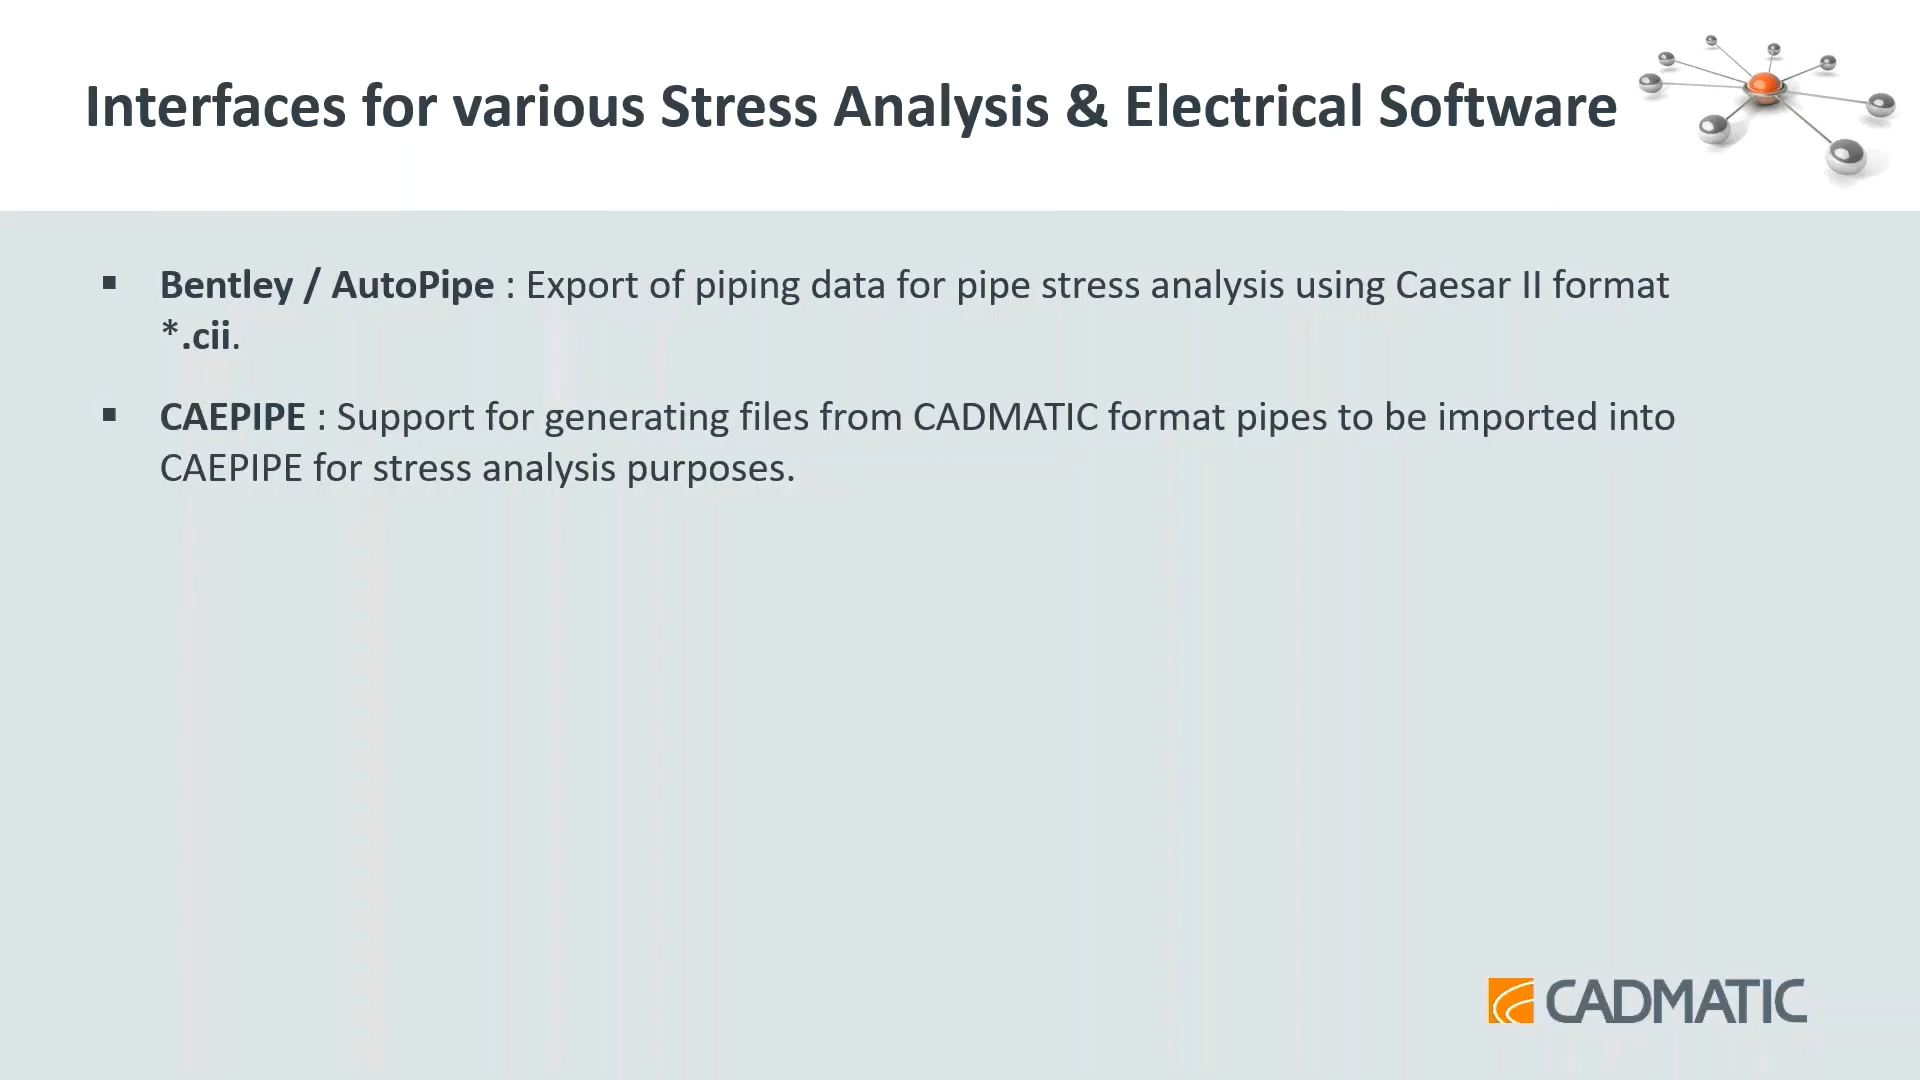 Interfaces for various Stress Analysis & Electrical Software
▪ Bentley / AutoPipe : Export of piping data for pipe stress analysis using Caesar II format
*.cii.
▪ CAEPIPE : Support for generating files from CADMATIC format pipes to be imported into
CAEPIPE for stress analysis purposes.
CADMATIC